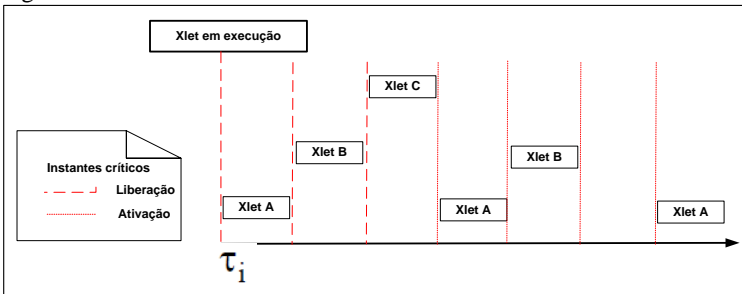 Xlet em execução
Xlet C
Xlet B
Xlet B
Instantes críticos
Liberação
Ativação
Xlet A
Xlet A
Xlet A
τi